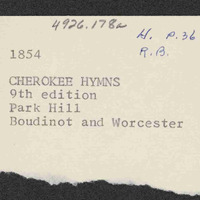 4926.178a
H. P.36
R.B.
1854
CHEROKEE HYMNS
9th edition
Park Hill
Boudinot and Worcester